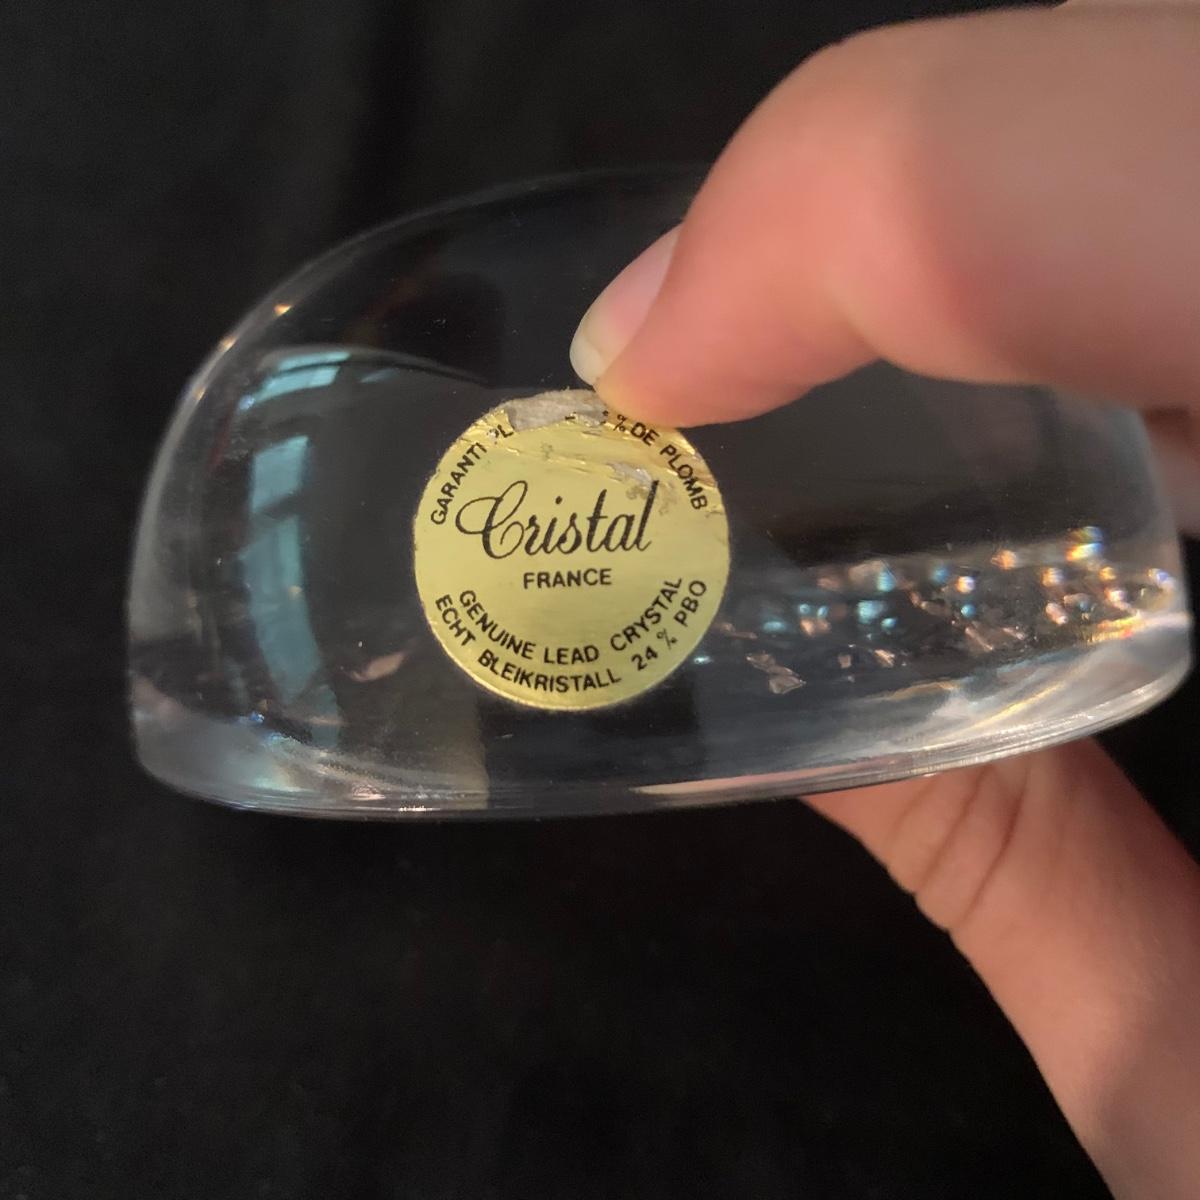 GARANTI % DE PLOMB
Cristal
FRANCE
GENUINE LEAD CRYSTAL
ECHT BLEIKRISTALL 24 % PBO